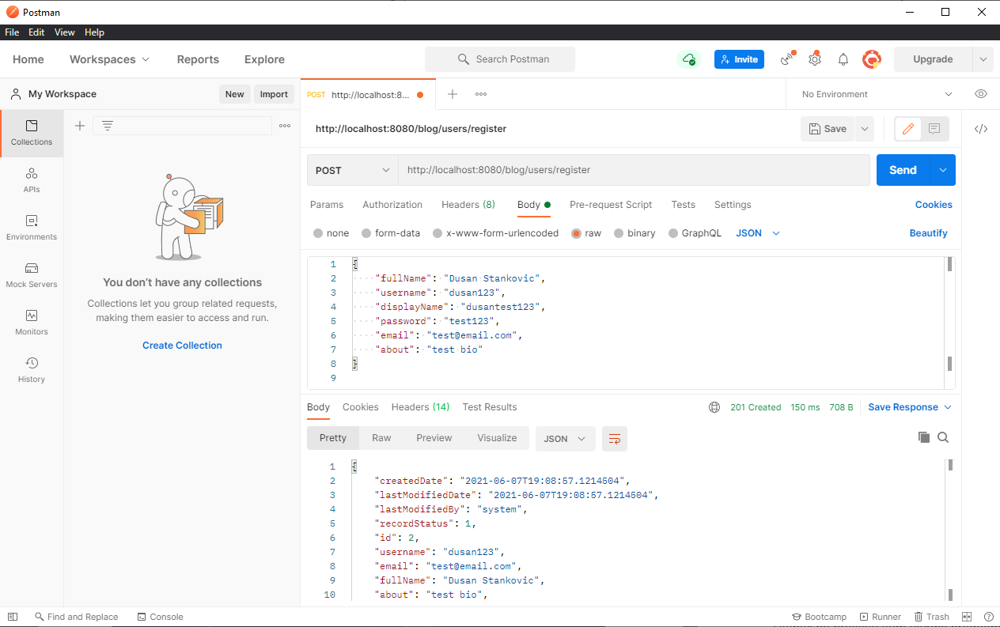 Postman
File Edit View Help
Home Workspaces Reports Explore Search Postman Invite Upgrade
My Workspace New Import POST http://localhost:8... No Environment
Collections
APIs
Environments
Mock Servers
Monitors
History
You don't have any collections
Collections let you group related requests,
making them easier to access and run.
Create Collection
http://localhost:8080/blog/users/register Save
POST http://localhost:8080/blog/users/register Send
Params Authorization Headers (8) Body Pre-request Script Tests Settings Cookies
none form-data x-www-form-urlencoded raw binary GraphQL JSON Beautify
1 {
2 "fullName": "Dusan Stankovic",
3 "username": "dusan123",
4 "displayName": "dusantest123",
5 "password": "test123",
6 "email": "test@email.com",
7 "about": "test bio"
8 }
9
Body Cookies Headers (14) Test Results 201 Created 150 ms 708 B Save Response
Pretty Raw Preview Visualize JSON
1 {
2 "createdDate": "2021-06-07T19:08:57.1214504",
3 "lastModifiedDate": "2021-06-07T19:08:57.1214504",
4 "lastModifiedBy": "system",
5 "recordStatus": 1,
6 "id": 2,
7 "username": "dusan123",
8 "email": "test@email.com",
9 "fullName": "Dusan Stankovic",
10 "about": "test bio",
Find and Replace Console Bootcamp Runner Trash